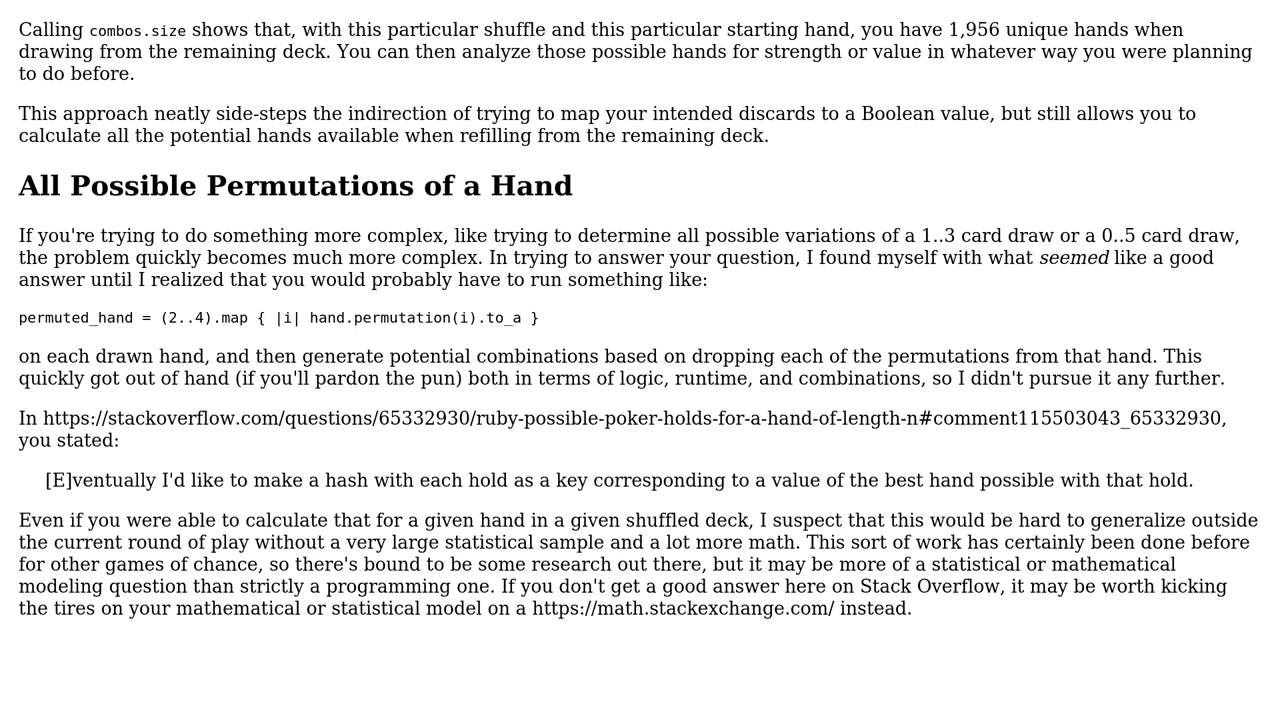 Calling combos.size shows that, with this particular shuffle and this particular starting hand, you have 1,956 unique hands when
drawing from the remaining deck. You can then analyze those possible hands for strength or value in whatever way you were planning
to do before.
This approach neatly side-steps the indirection of trying to map your intended discards to a Boolean value, but still allows you to
calculate all the potential hands available when refilling from the remaining deck.
All Possible Permutations of a Hand
If you're trying to do something more complex, like trying to determine all possible variations of a 1..3 card draw or a 0..5 card draw,
the problem quickly becomes much more complex. In trying to answer your question, I found myself with what seemed like a good
answer until I realized that you would probably have to run something like:
permuted_hand = (2..4).map { |i| hand.permutation(i).to_a }
on each drawn hand, and then generate potential combinations based on dropping each of the permutations from that hand. This
quickly got out of hand (if you'll pardon the pun) both in terms of logic, runtime, and combinations, so I didn't pursue it any further.
In https://stackoverflow.com/questions/65332930/ruby-possible-poker-holds-for-a-hand-of-length-n#comment115503043_65332930,
you stated:
[E]ventually I'd like to make a hash with each hold as a key corresponding to a value of the best hand possible with that hold.
Even if you were able to calculate that for a given hand in a given shuffled deck, I suspect that this would be hard to generalize outside
the current round of play without a very large statistical sample and a lot more math. This sort of work has certainly been done before
for other games of chance, so there's bound to be some research out there, but it may be more of a statistical or mathematical
modeling question than strictly a programming one. If you don't get a good answer here on Stack Overflow, it may be worth kicking
the tires on your mathematical or statistical model on a https://math.stackexchange.com/ instead.